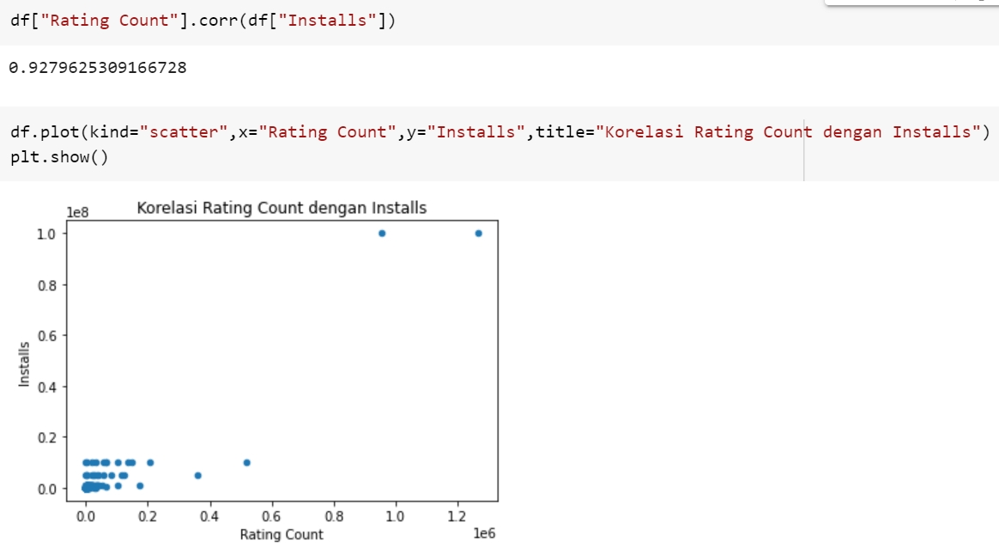 df["Rating Count"].corr(df["Installs"])
0.9279625309166728
df.plot(kind="scatter",x="Rating Count",y="Installs",title="Korelasi Rating Count dengan Installs")
plt.show()
Korelasi Rating Count dengan Installs
1e8
1.0
0.8
0.6
0.4
0.2
0.0
Installs
0.0 0.2 0.4 0.6 0.8 1.0 1.2
Rating Count
1e6